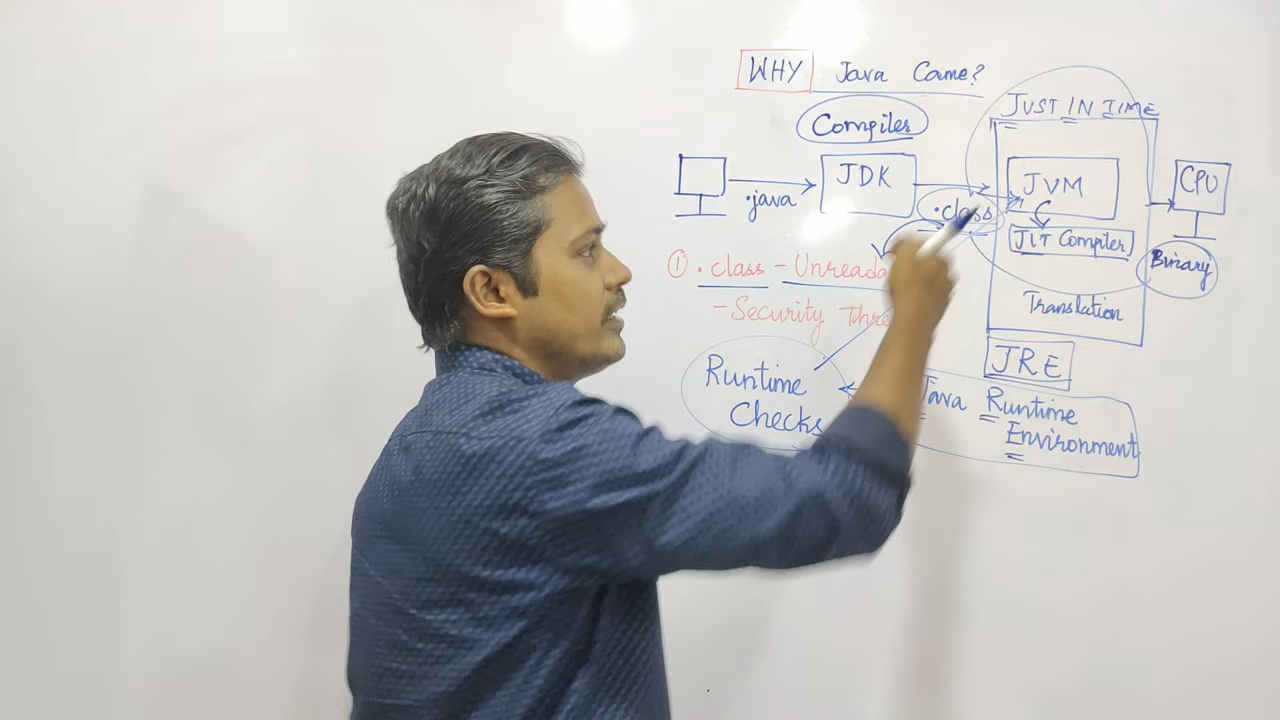 WHY Java Came?
Compiler
JUST IN TIME
JDK
JVM
CPU
.java
.class
JIT Compiler
Binary
① .class - Unreada
- Security Thre
Translation
JRE
Runtime
Checks
Java Runtime
Environment